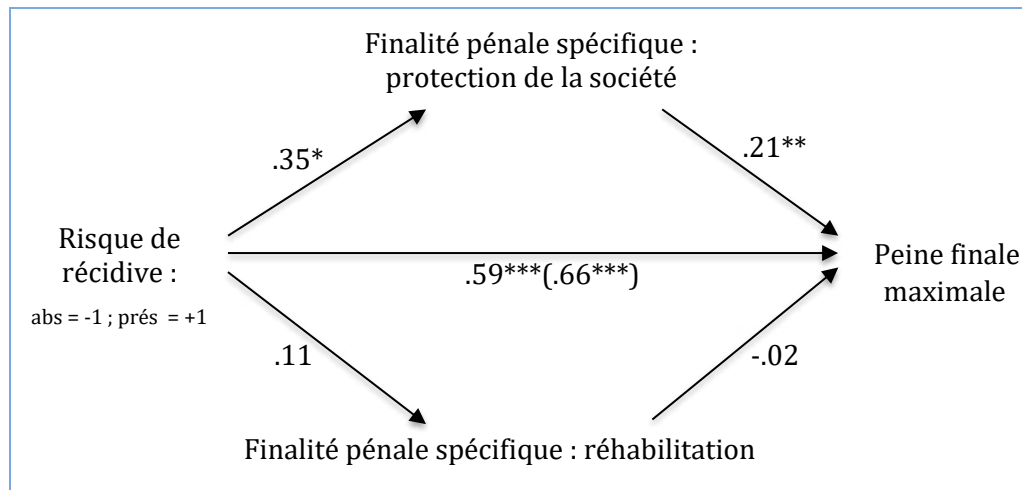 Finalité pénale spécifique :
protection de la société
.35*
.21**
Risque de
récidive :
abs = -1 ; prés = +1
.59***(.66***)
Peine finale
maximale
.11
-.02
Finalité pénale spécifique : réhabilitation